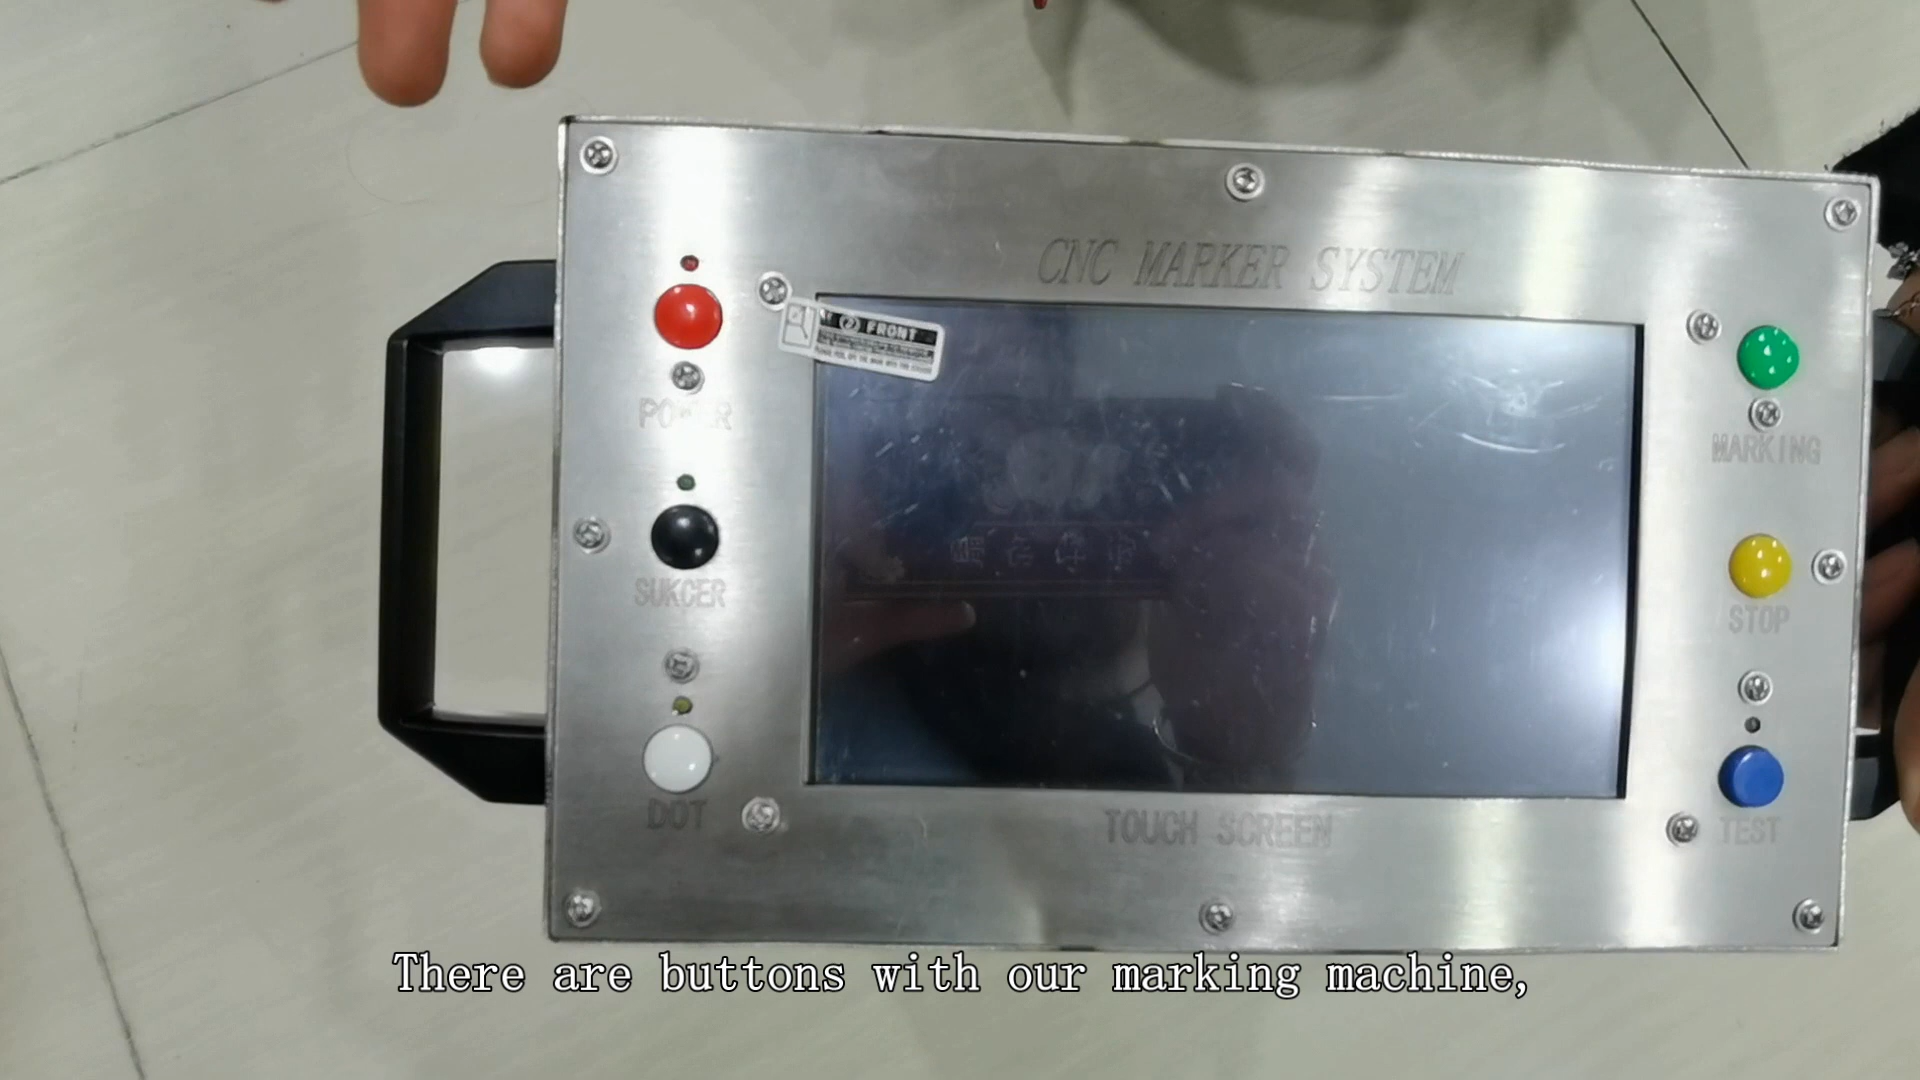 CNC MARKER SYSTEM
FRONT
POWER
MARKING
SUKCER
STOP
DOT
TOUCH SCREEN
TEST
There are buttons with our marking machine,